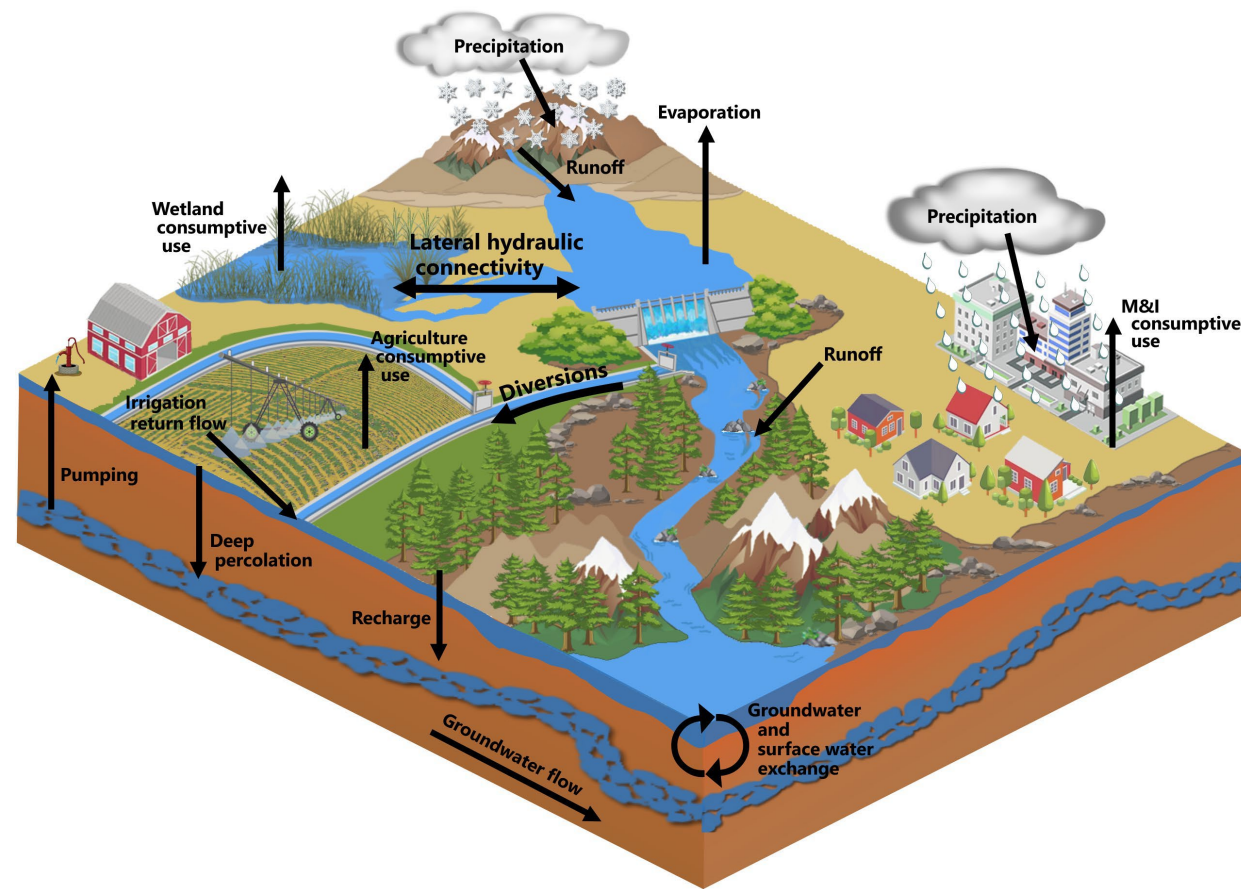 Precipitation
Evaporation
Runoff
Wetland
consumptive
use
Precipitation
Lateral hydraulic
connectivity
M&I
consumptive
use
Agriculture
consumptive
use
Runoff
Diversions
Irrigation
return flow
Pumping
Deep
percolation
Recharge
Groundwater
and
surface water
exchange
Groundwater flow